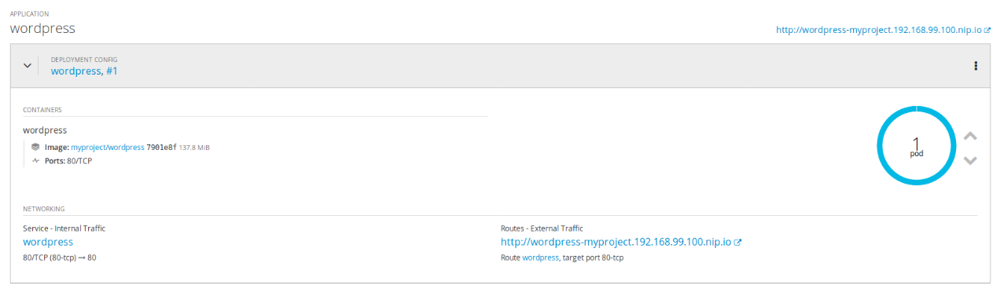 APPLICATION
wordpress
http://wordpress-myproject.192.168.99.100.nip.io
DEPLOYMENT CONFIG
wordpress, #1
CONTAINERS
wordpress
Image: myproject/wordpress 7901e8f 137.8 MiB
Ports: 80/TCP
1
pod
NETWORKING
Service - Internal Traffic
wordpress
80/TCP (80-tcp) → 80
Routes - External Traffic
http://wordpress-myproject.192.168.99.100.nip.io
Route wordpress, target port 80-tcp